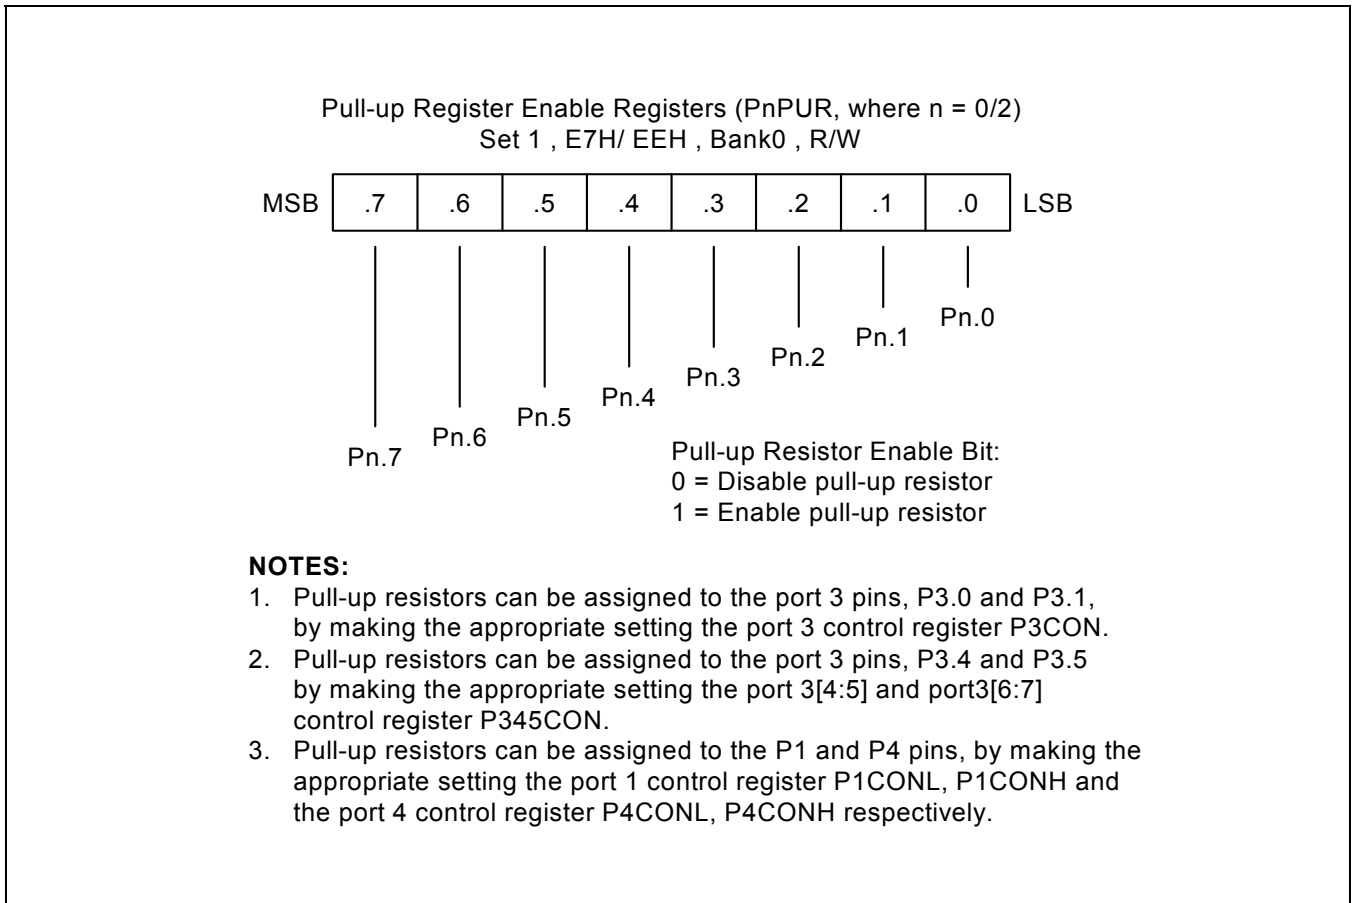 Pull-up Register Enable Registers (PnPUR, where n = 0/2)
Set 1 , E7H/ EEH , Bank0 , R/W
MSB .7 .6 .5 .4 .3 .2 .1 .0 LSB
Pn.0
Pn.1
Pn.2
Pn.3
Pn.4
Pn.5
Pn.6
Pn.7
Pull-up Resistor Enable Bit:
0 = Disable pull-up resistor
1 = Enable pull-up resistor
NOTES:
1. Pull-up resistors can be assigned to the port 3 pins, P3.0 and P3.1,
by making the appropriate setting the port 3 control register P3CON.
2. Pull-up resistors can be assigned to the port 3 pins, P3.4 and P3.5
by making the appropriate setting the port 3[4:5] and port3[6:7]
control register P345CON.
3. Pull-up resistors can be assigned to the P1 and P4 pins, by making the
appropriate setting the port 1 control register P1CONL, P1CONH and
the port 4 control register P4CONL, P4CONH respectively.